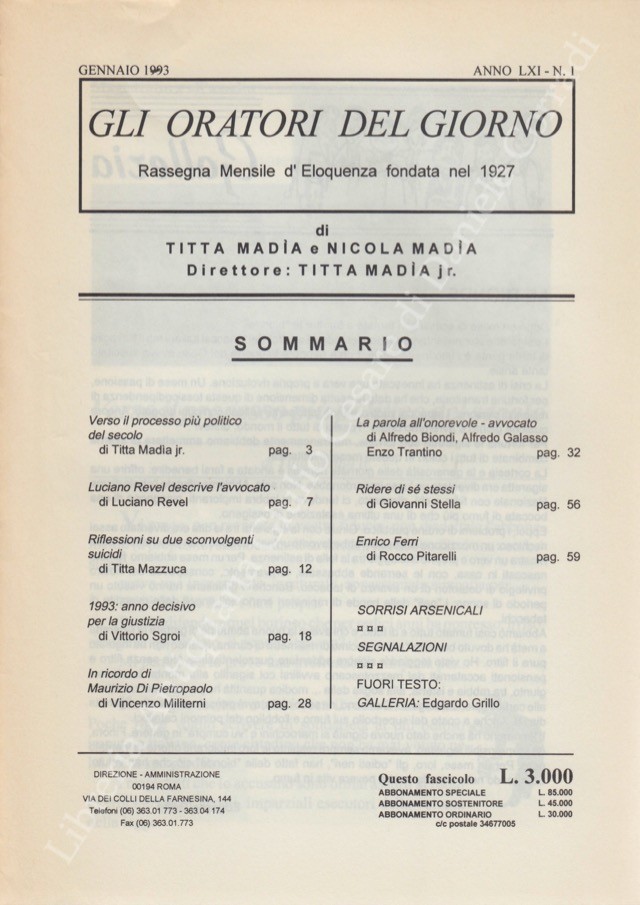 GENNAIO 1993
ANNO LXI - N. 1
GLI ORATORI DEL GIORNO
Rassegna Mensile d'Eloquenza fondata nel 1927
di
TITTA MADÌA e NICOLA MADÌA
Direttore: TITTA MADÌA jr.
SOMMARIO
Verso il processo più politico
del secolo
di Titta Madia jr. pag. 3
Luciano Revel descrive l'avvocato
di Luciano Revel pag. 7
Riflessioni su due sconvolgenti
suicidi
di Titta Mazzuca pag. 12
1993: anno decisivo
per la giustizia
di Vittorio Sgroi pag. 18
In ricordo di
Maurizio Di Pietropaolo
di Vincenzo Militerni pag. 28
La parola all'onorevole - avvocato
di Alfredo Biondi, Alfredo Galasso
Enzo Trantino pag. 32
Ridere di sé stessi
di Giovanni Stella pag. 56
Enrico Ferri
di Rocco Pitarelli pag. 59
SORRISI ARSENICALI
¤ ¤ ¤
SEGNALAZIONI
¤ ¤ ¤
FUORI TESTO:
GALLERIA: Edgardo Grillo
DIREZIONE - AMMINISTRAZIONE
00194 ROMA
VIA DEI COLLI DELLA FARNESINA, 144
Telefoni (06) 363.01 773 - 363.04 174
Fax (06) 363.01.773
Questo fascicolo L. 3.000
ABBONAMENTO SPECIALE L. 85.000
ABBONAMENTO SOSTENITORE L. 45.000
ABBONAMENTO ORDINARIO L. 30.000
c/c postale 34677005